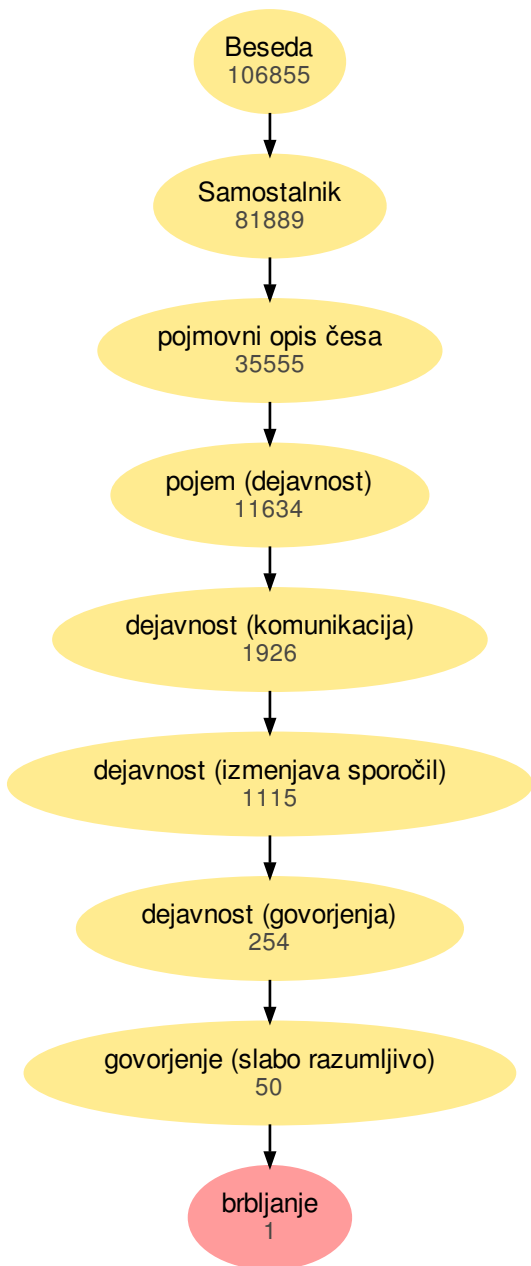 Beseda
106855
Samostalnik
81889
pojmovni opis česa
35555
pojem (dejavnost)
11634
dejavnost (komunikacija)
1926
dejavnost (izmenjava sporočil)
1115
dejavnost (govorjenja)
254
govorjenje (slabo razumljivo)
50
brbljanje
1